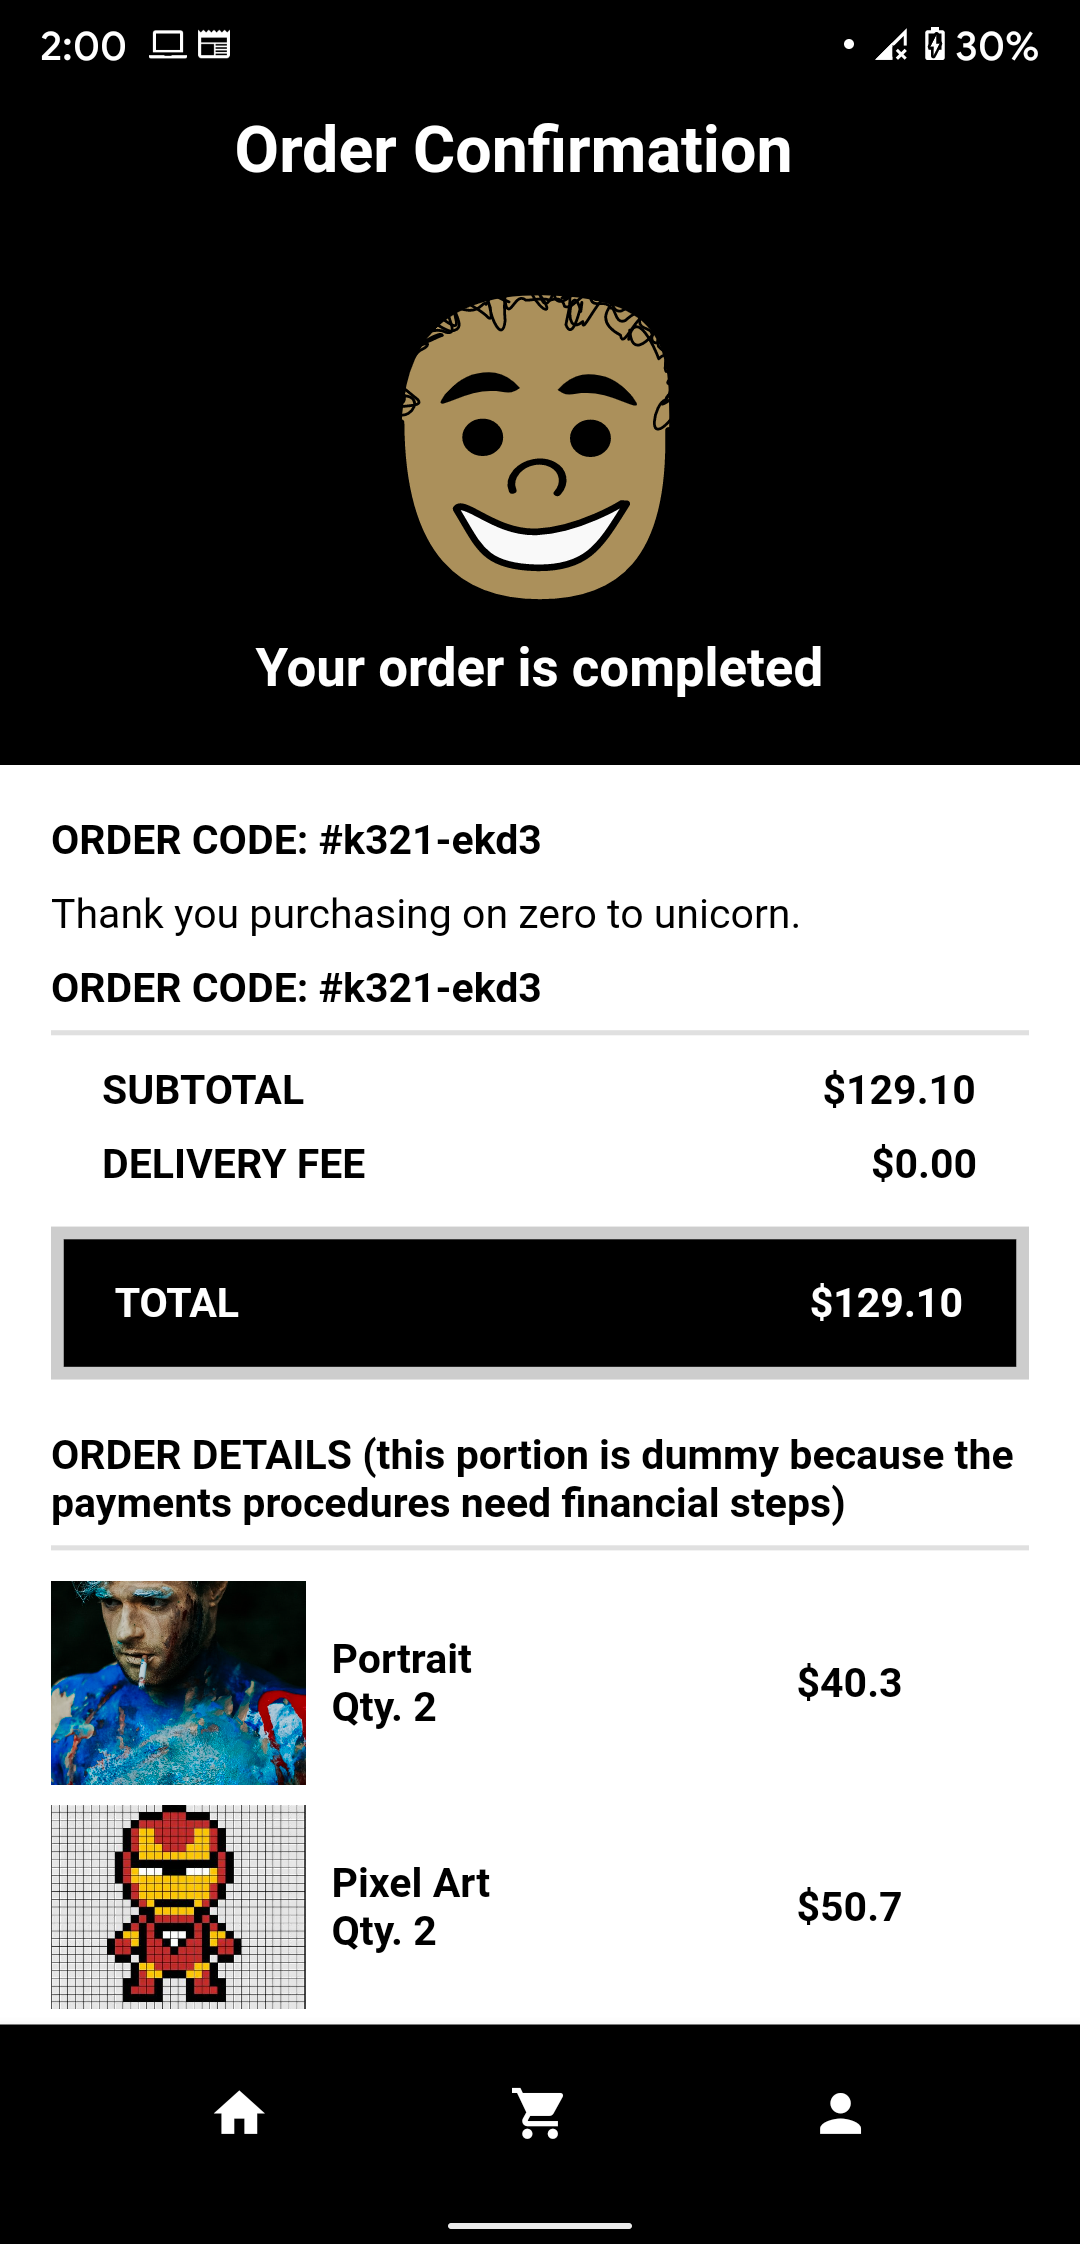 2:00
30%
Order Confirmation
Your order is completed
ORDER CODE: #k321-ekd3
Thank you purchasing on zero to unicorn.
ORDER CODE: #k321-ekd3
SUBTOTAL $129.10
DELIVERY FEE $0.00
TOTAL $129.10
ORDER DETAILS (this portion is dummy because the
payments procedures need financial steps)
Portrait
Qty. 2
$40.3
Pixel Art
Qty. 2
$50.7